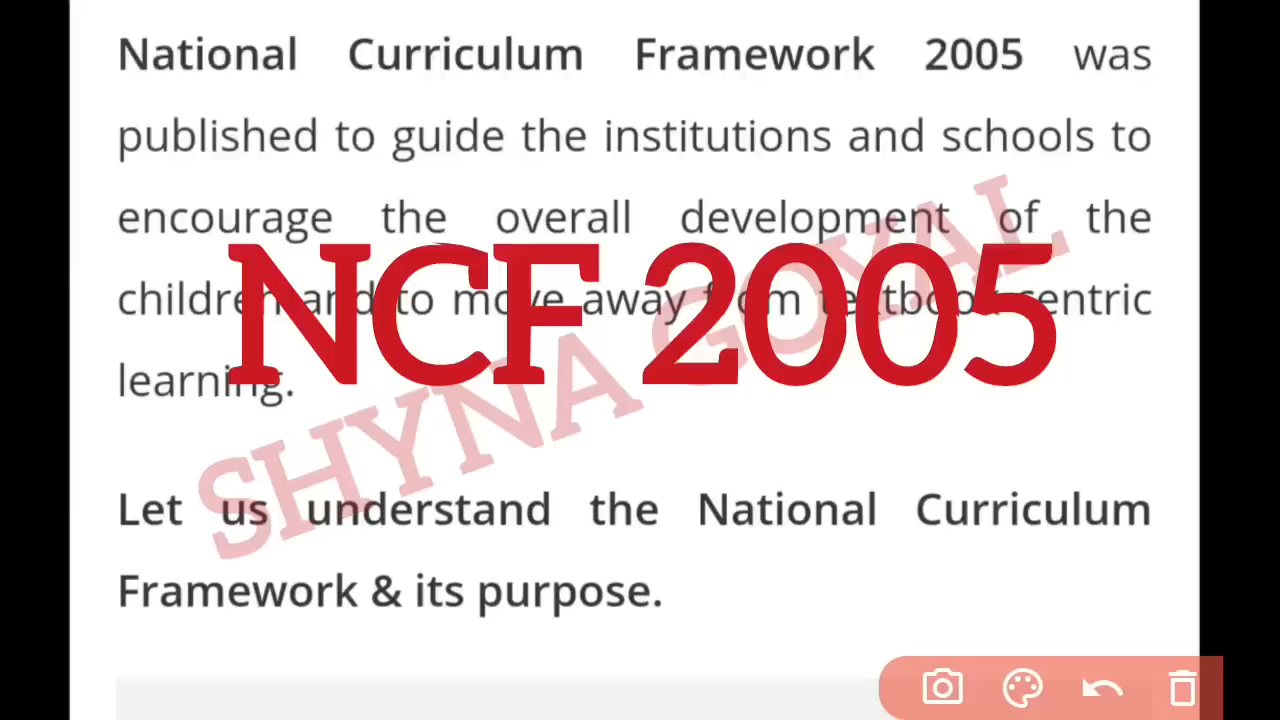 National Curriculum Framework 2005 was
published to guide the institutions and schools to
encourage the overall development of the
children and to move away from textbook centric
learning.
NCF 2005
SHYNA GOYAL
Let us understand the National Curriculum
Framework & its purpose.